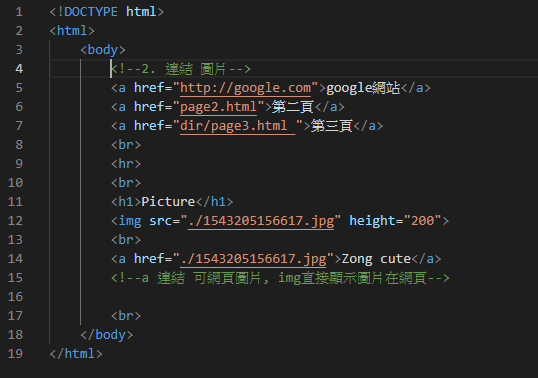 1 <!DOCTYPE html>
2 <html>
3 <body>
4 <!--2. 連結 圖片-->
5 <a href="http://google.com">google網站</a>
6 <a href="page2.html">第二頁</a>
7 <a href="dir/page3.html ">第三頁</a>
8 <br>
9 <hr>
10 <br>
11 <h1>Picture</h1>
12 <img src="./1543205156617.jpg" height="200">
13 <br>
14 <a href="./1543205156617.jpg">Zong cute</a>
15 <!--a 連結 可網頁圖片, img直接顯示圖片在網頁-->
16
17 <br>
18 </body>
19 </html>